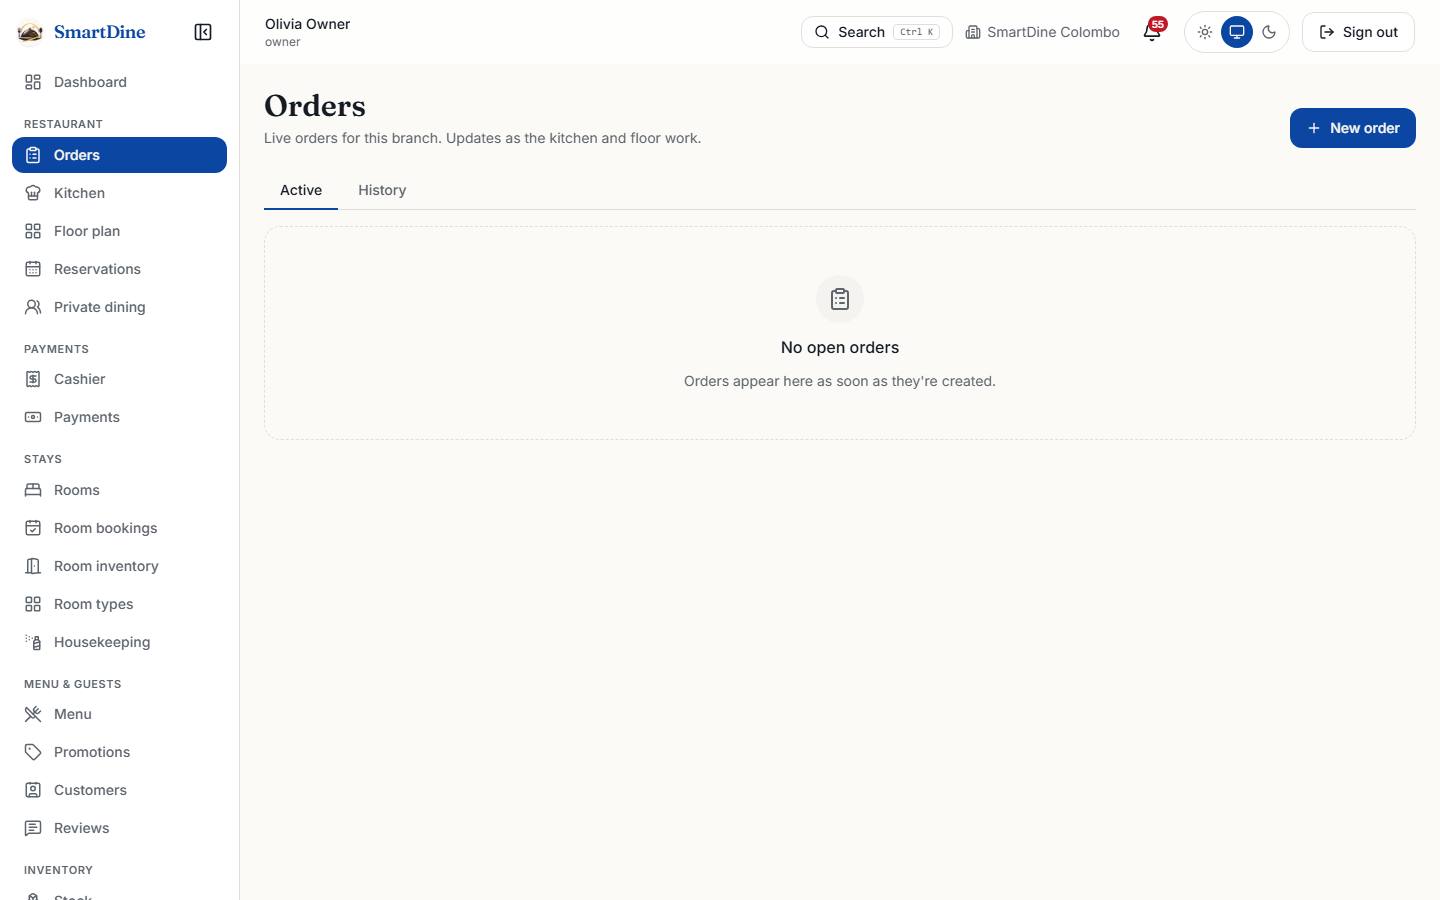 SmartDine
Dashboard
RESTAURANT
Orders
Kitchen
Floor plan
Reservations
Private dining
PAYMENTS
Cashier
Payments
STAYS
Rooms
Room bookings
Room inventory
Room types
Housekeeping
MENU & GUESTS
Menu
Promotions
Customers
Reviews
INVENTORY
Stock
Olivia Owner
owner
Search Ctrl K
SmartDine Colombo
55
Sign out
Orders
Live orders for this branch. Updates as the kitchen and floor work.
New order
Active History
No open orders
Orders appear here as soon as they're created.